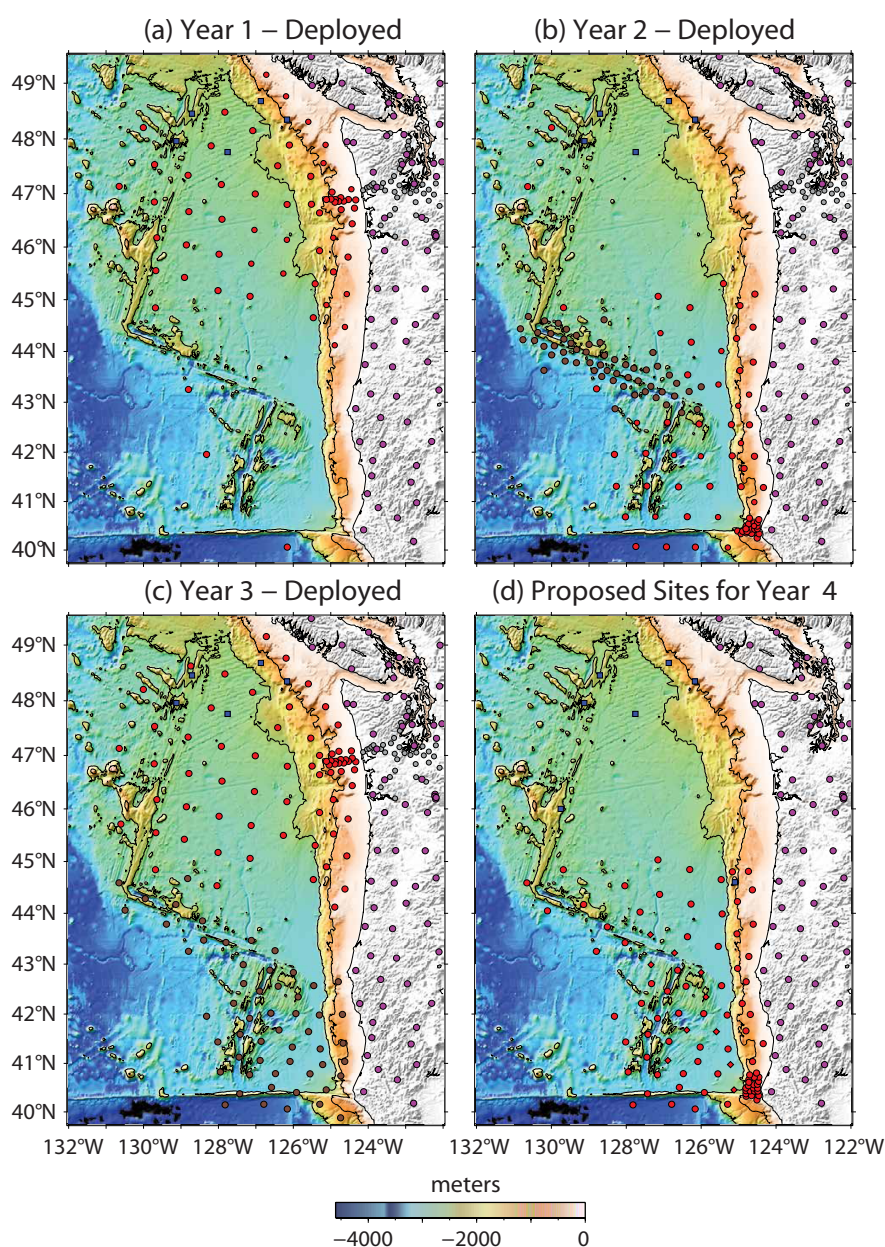 (a) Year 1 – Deployed
(b) Year 2 – Deployed
49°N
48°N
47°N
46°N
45°N
44°N
43°N
42°N
41°N
40°N
(c) Year 3 – Deployed
(d) Proposed Sites for Year 4
49°N
48°N
47°N
46°N
45°N
44°N
43°N
42°N
41°N
40°N
132°W 130°W 128°W 126°W 124°W 132°W 130°W 128°W 126°W 124°W 122°W
meters
−4000 −2000 0